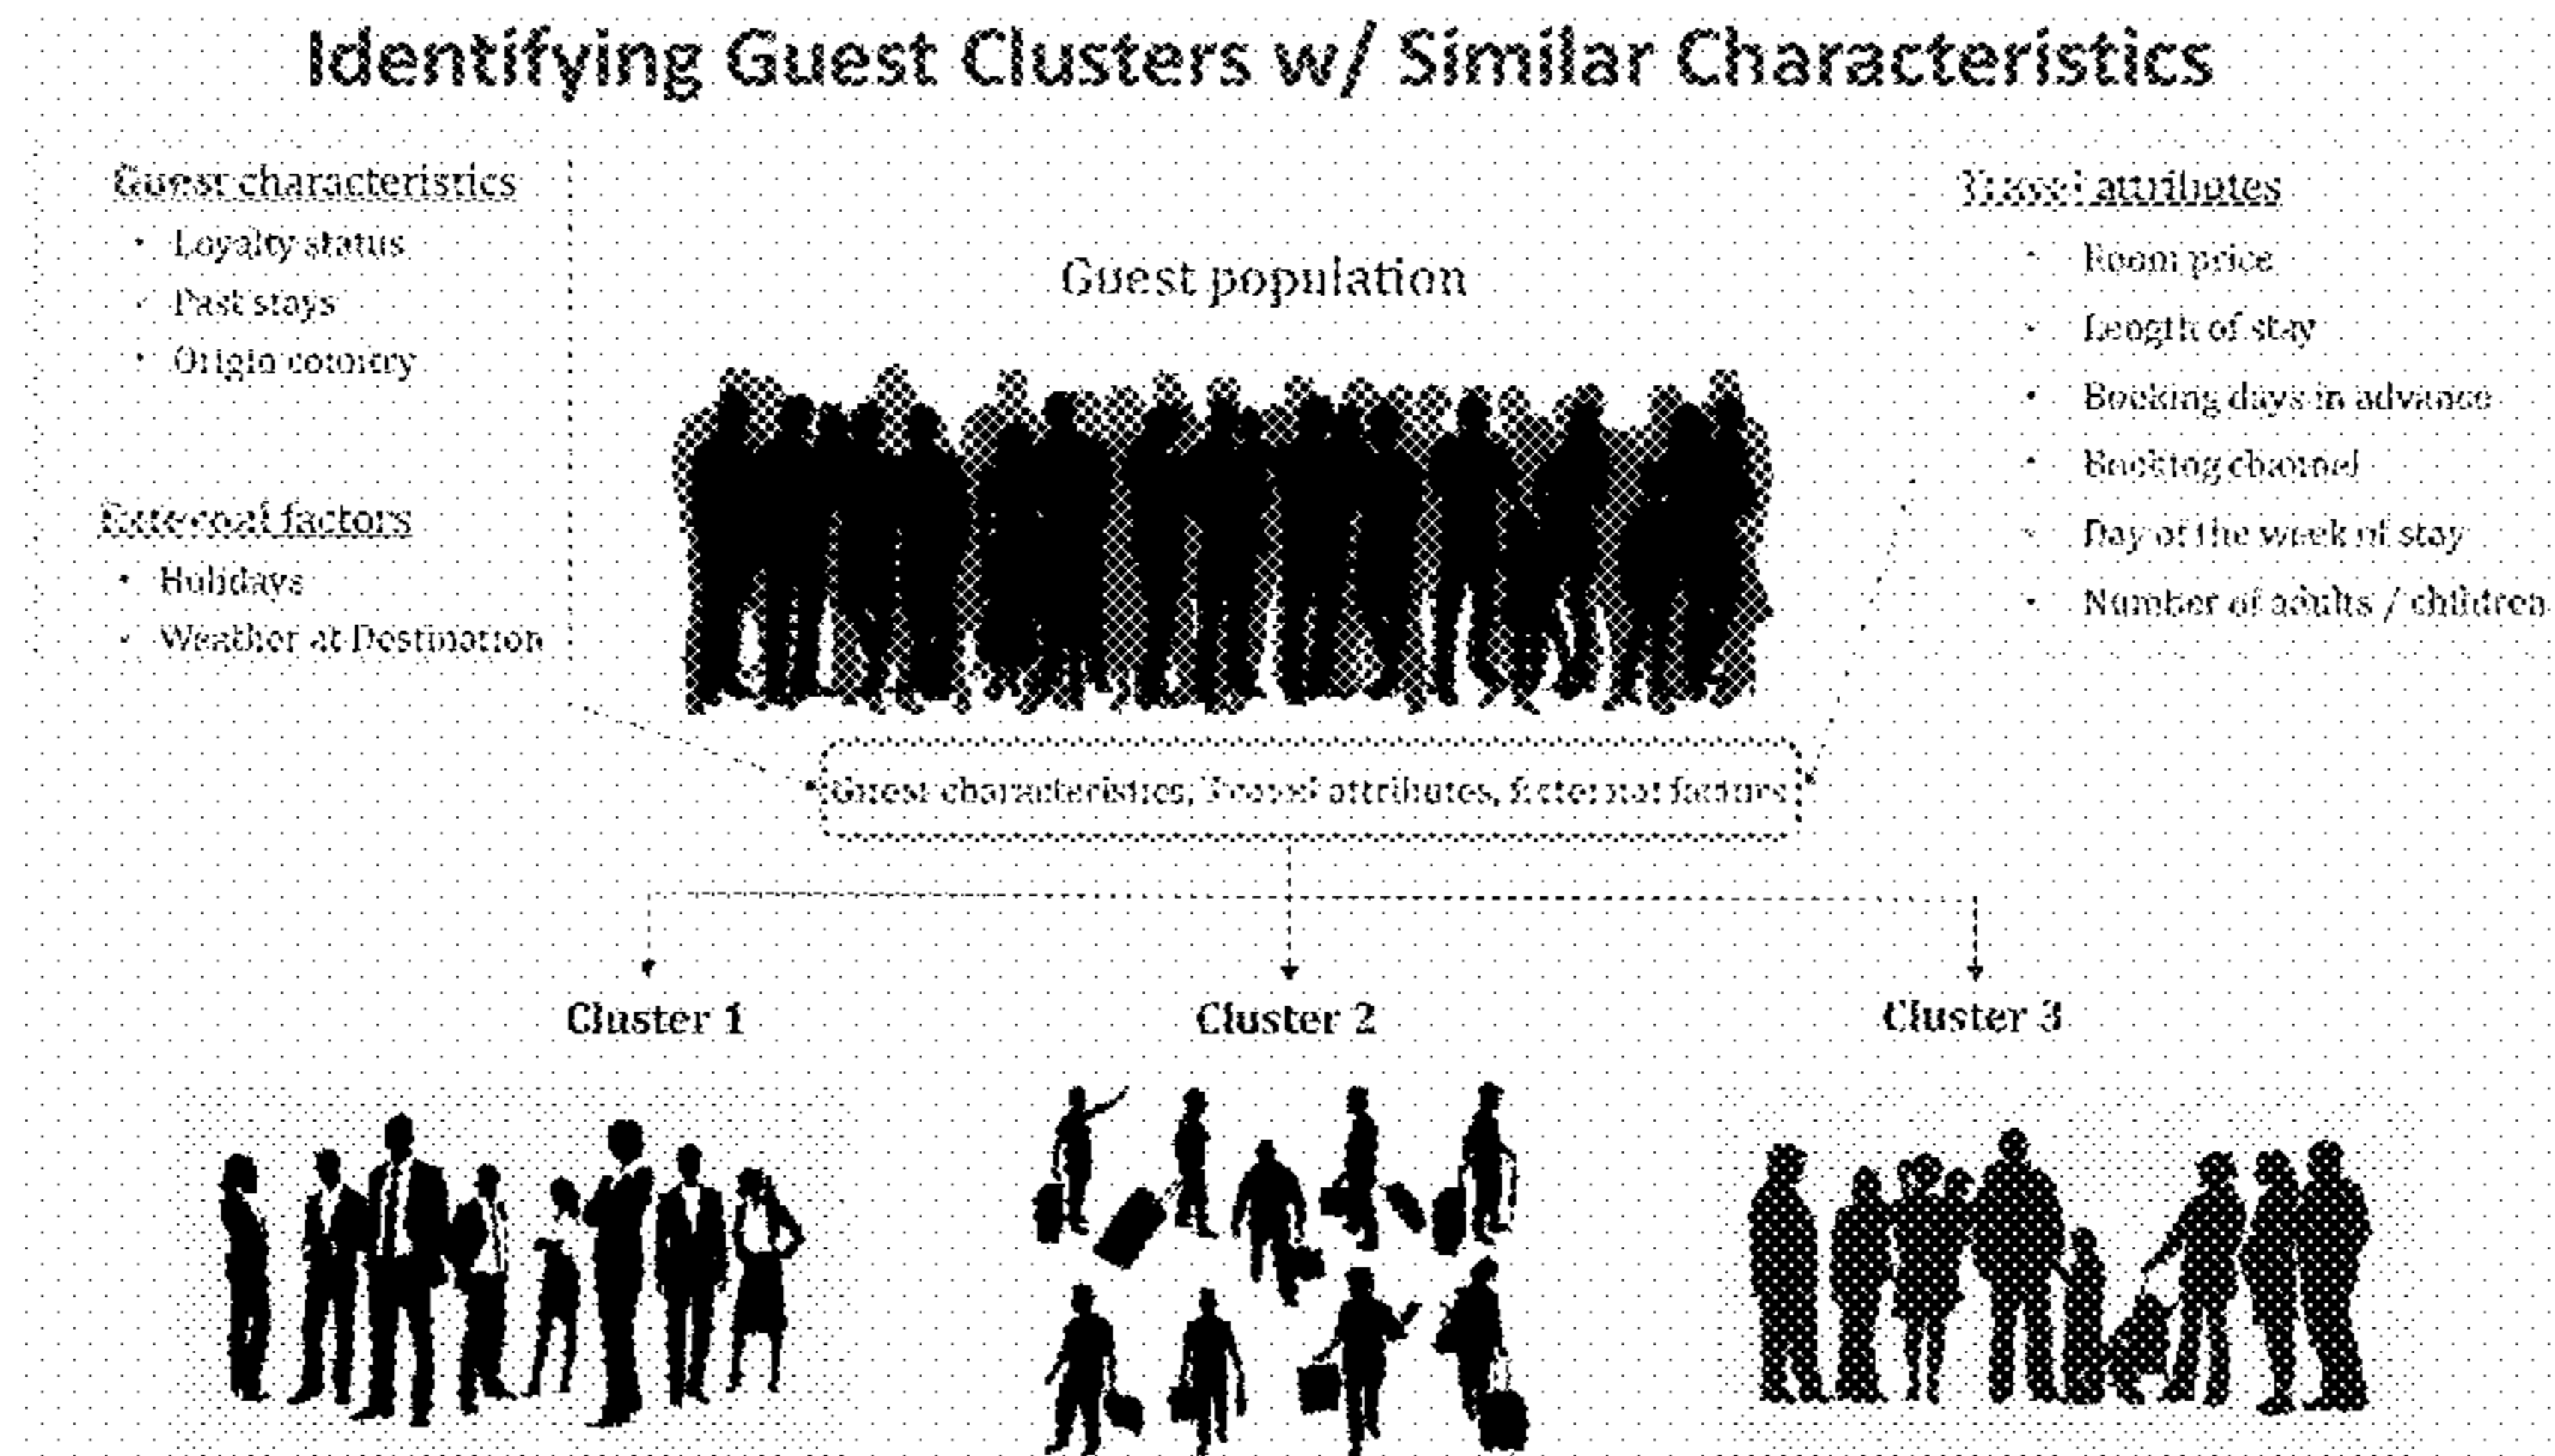 Identifying Guest Clusters w/ Similar Characteristics
Guest characteristics
• Loyalty status
• Past stays
• Origin country
External factors
• Holidays
• Weather at Destination
Guest population
Travel attributes
• Room price
• Length of stay
• Booking days in advance
• Booking channel
• Day of the week of stay
• Number of adults / children
Guest characteristics, Travel attributes, External factors
Cluster 1
Cluster 2
Cluster 3